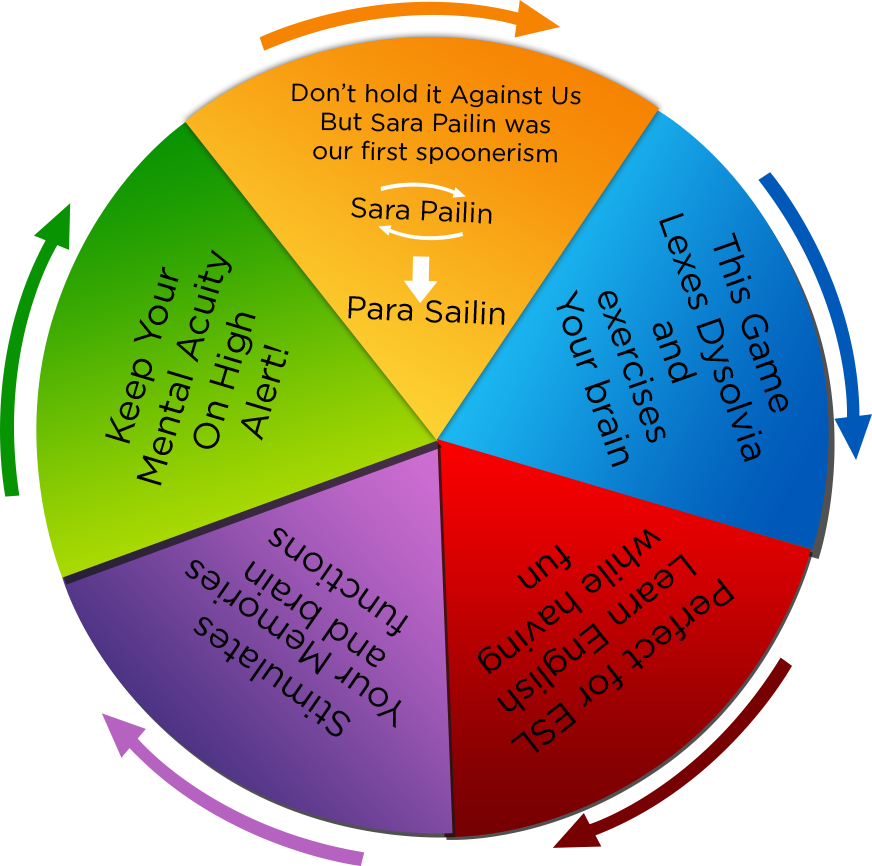 Don't hold it Against Us
But Sara Pailin was
our first spoonerism
Sara Pailin
Para Sailin
This Game
Lexes Dysolvia
and
exercises
Your brain
Perfect for ESL
Learn English
while having
fun
Stimulates
Your Memories
and brain
functions
Keep Your
Mental Acuity
On High
Alert!